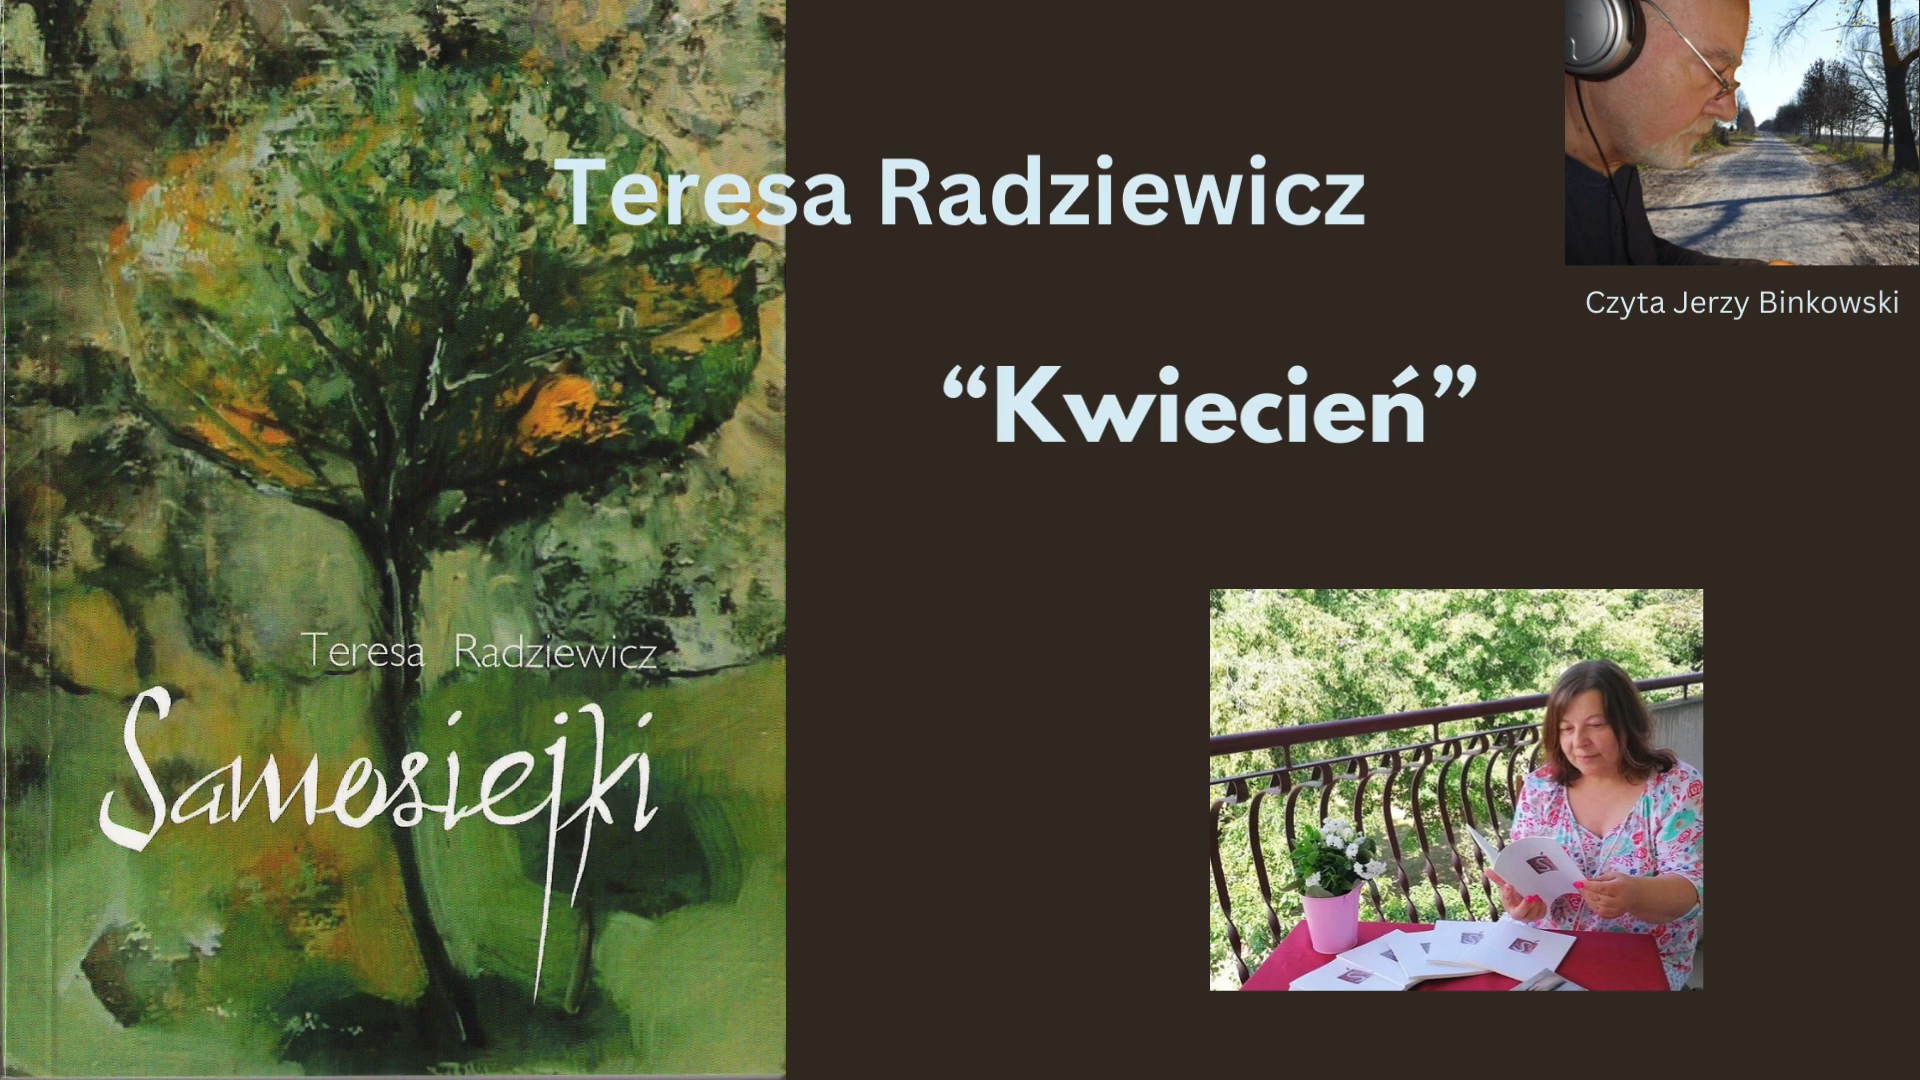 Teresa Radziewicz
Czyta Jerzy Binkowski
“Kwiecień”
Teresa Radziewicz
Samosiejki